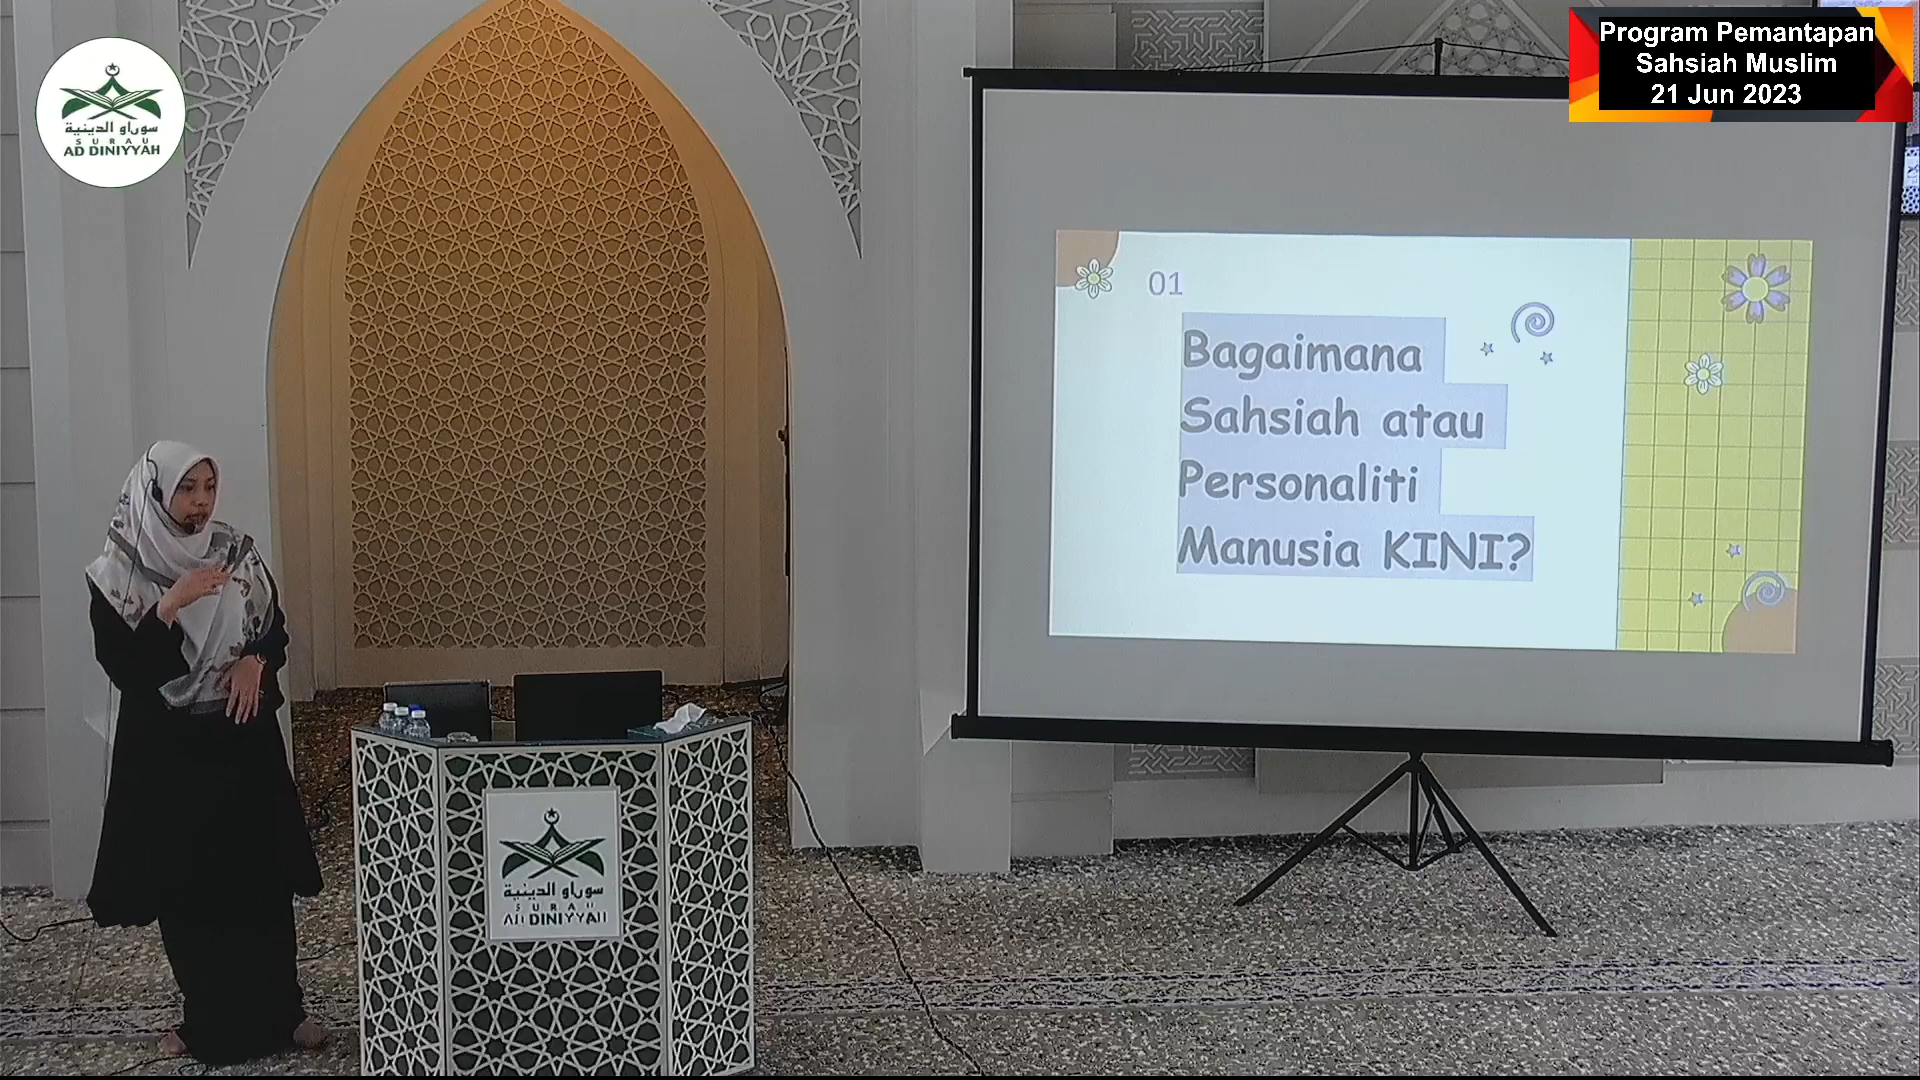 سوراو الدينية
SURAU
AD DINIYYAH
Program Pemantapan
Sahsiah Muslim
21 Jun 2023
01
Bagaimana
Sahsiah atau
Personaliti
Manusia KINI?
سوراو الدينية
SURAU
AD DINIYYAH